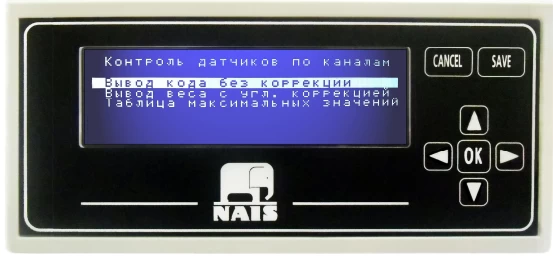 Контроль датчиков по каналам
Вывод кода без коррекции
Вывод веса с угл. коррекцией
Таблица максимальных значений
CANCEL
SAVE
OK
NAIS